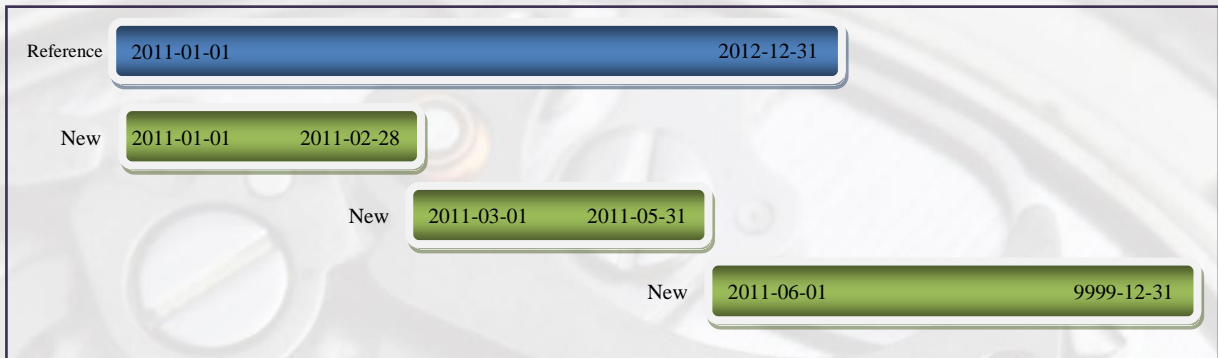 Reference 2011-01-01 2012-12-31
New 2011-01-01 2011-02-28
New 2011-03-01 2011-05-31
New 2011-06-01 9999-12-31